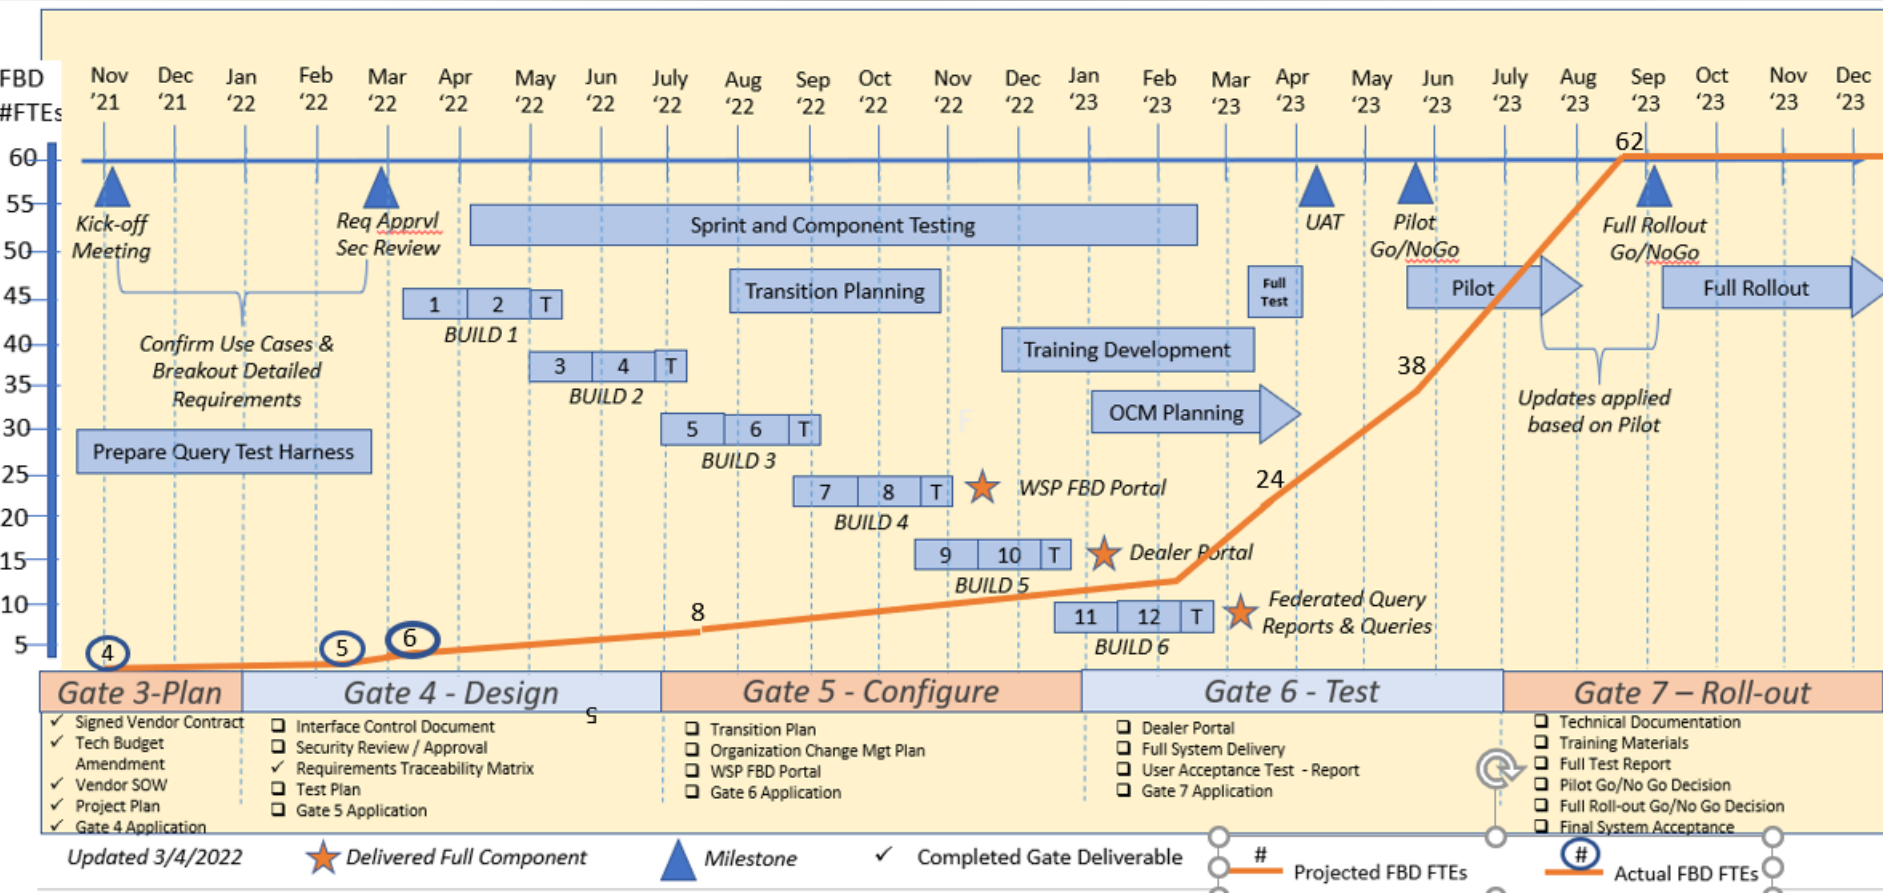 FBD
#FTEs
Nov '21
Dec '21
Jan '22
Feb '22
Mar '22
Apr '22
May '22
Jun '22
July '22
Aug '22
Sep '22
Oct '22
Nov '22
Dec '22
Jan '23
Feb '23
Mar '23
Apr '23
May '23
Jun '23
July '23
Aug '23
Sep '23
Oct '23
Nov '23
Dec '23
60
55
50
45
40
35
30
25
20
15
10
5
Kick-off
Meeting
Req Apprvl
Sec Review
UAT
Pilot
Go/NoGo
62
Full Rollout
Go/NoGo
Sprint and Component Testing
Transition Planning
Full
Test
Pilot
Full Rollout
1 2 T
BUILD 1
Confirm Use Cases &
Breakout Detailed
Requirements
Training Development
3 4 T
BUILD 2
38
OCM Planning
Updates applied
based on Pilot
5 6 T
BUILD 3
F
Prepare Query Test Harness
7 8 T
BUILD 4
WSP FBD Portal
24
9 10 T
BUILD 5
Dealer Portal
11 12 T
BUILD 6
Federated Query
Reports & Queries
4
5
6
8
Gate 3-Plan
Gate 4 - Design
Gate 5 - Configure
Gate 6 - Test
Gate 7 – Roll-out
✓ Signed Vendor Contract
✓ Tech Budget
Amendment
✓ Vendor SOW
✓ Project Plan
✓ Gate 4 Application
5
❑ Interface Control Document
❑ Security Review / Approval
✓ Requirements Traceability Matrix
❑ Test Plan
❑ Gate 5 Application
❑ Transition Plan
❑ Organization Change Mgt Plan
❑ WSP FBD Portal
❑ Gate 6 Application
❑ Dealer Portal
❑ Full System Delivery
❑ User Acceptance Test - Report
❑ Gate 7 Application
❑ Technical Documentation
❑ Training Materials
❑ Full Test Report
❑ Pilot Go/No Go Decision
❑ Full Roll-out Go/No Go Decision
❑ Final System Acceptance
Updated 3/4/2022
Delivered Full Component
Milestone
✓ Completed Gate Deliverable
# Projected FBD FTEs
# Actual FBD FTEs